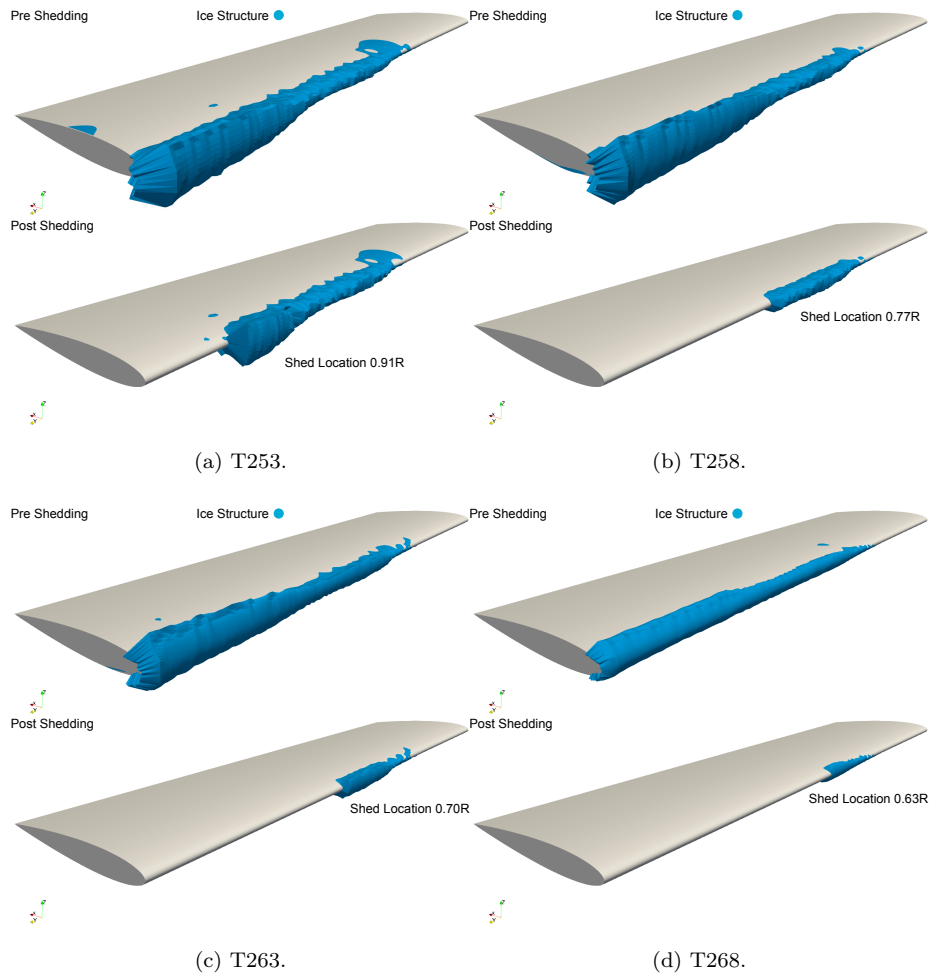 Pre Shedding Ice Structure
Post Shedding
Shed Location 0.91R
(a) T253.
Pre Shedding Ice Structure
Post Shedding
Shed Location 0.77R
(b) T258.
Pre Shedding Ice Structure
Post Shedding
Shed Location 0.70R
(c) T263.
Pre Shedding Ice Structure
Post Shedding
Shed Location 0.63R
(d) T268.